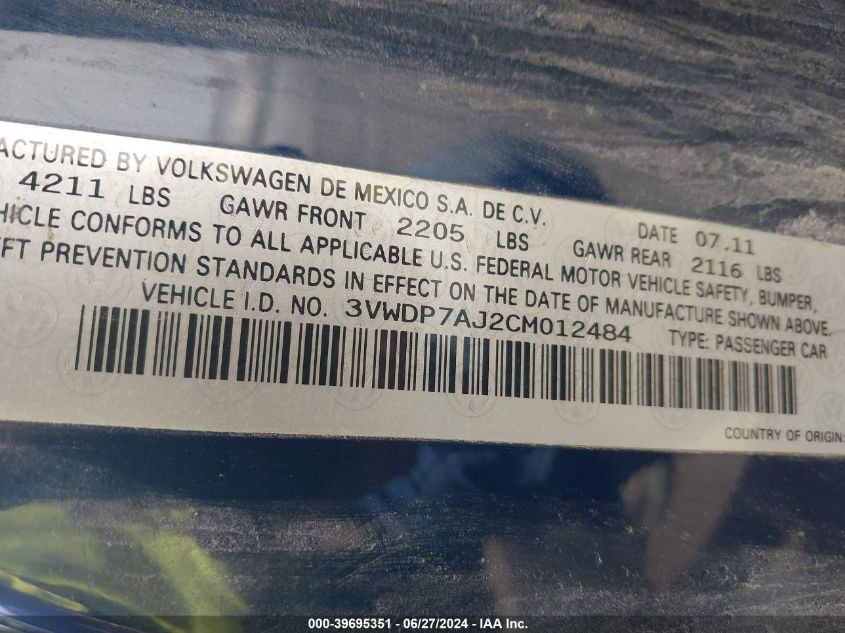 ACTURED BY VOLKSWAGEN DE MEXICO S.A. DE C.V. DATE 07.11
4211 LBS GAWR FRONT 2205 LBS GAWR REAR 2116 LBS
HICLE CONFORMS TO ALL APPLICABLE U.S. FEDERAL MOTOR VEHICLE SAFETY, BUMPER,
FT PREVENTION STANDARDS IN EFFECT ON THE DATE OF MANUFACTURE SHOWN ABOVE.
VEHICLE I.D. NO. 3VWDP7AJ2CM012484 TYPE: PASSENGER CAR
COUNTRY OF ORIGIN:
000-39695351 - 06/27/2024 - IAA Inc.